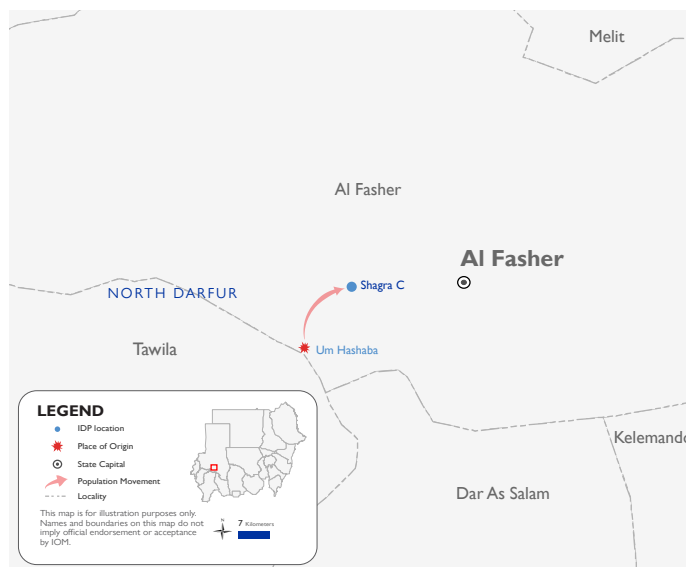 Melit
Al Fasher
Al Fasher
Shagra C
NORTH DARFUR
Tawila
Um Hashaba
LEGEND
IDP location
Place of Origin
State Capital
Population Movement
Locality
This map is for illustration purposes only.
Names and boundaries on this map do not
imply official endorsement or acceptance
by IOM.
N
7 Kilometers
Kelemando
Dar As Salam